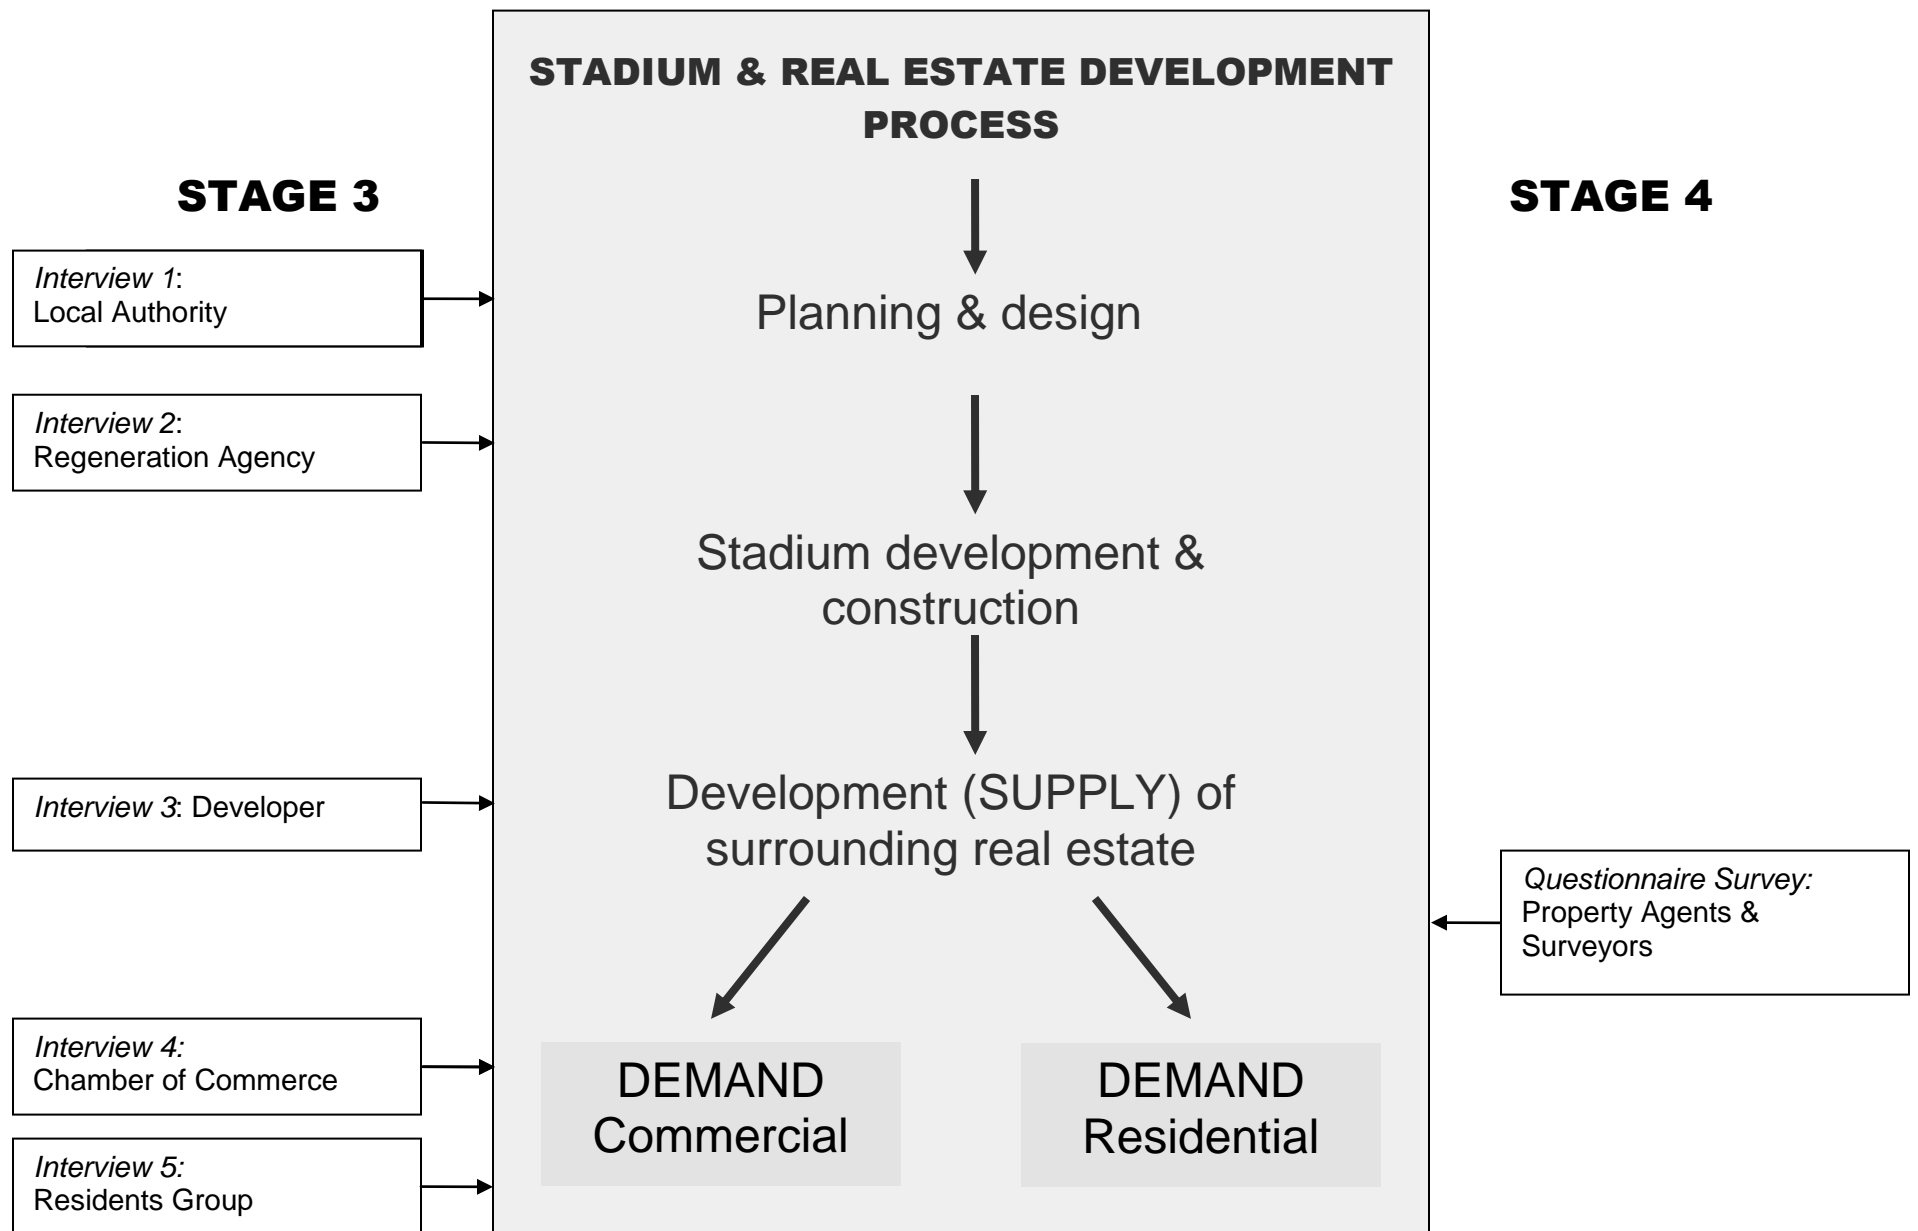 STADIUM & REAL ESTATE DEVELOPMENT
PROCESS
STAGE 3
Interview 1:
Local Authority
Interview 2:
Regeneration Agency
Interview 3: Developer
Interview 4:
Chamber of Commerce
Interview 5:
Residents Group
Planning & design
Stadium development &
construction
Development (SUPPLY) of
surrounding real estate
DEMAND
Commercial
DEMAND
Residential
STAGE 4
Questionnaire Survey:
Property Agents &
Surveyors